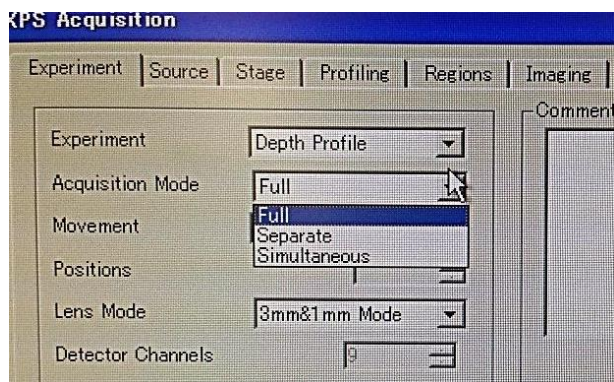 XPS Acquisition
Experiment Source Stage Profiling Regions Imaging
Comment
Experiment Depth Profile
Acquisition Mode Full
Full
Movement
Separate
Simultaneous
Positions
Lens Mode 3mm&1mm Mode
Detector Channels 9